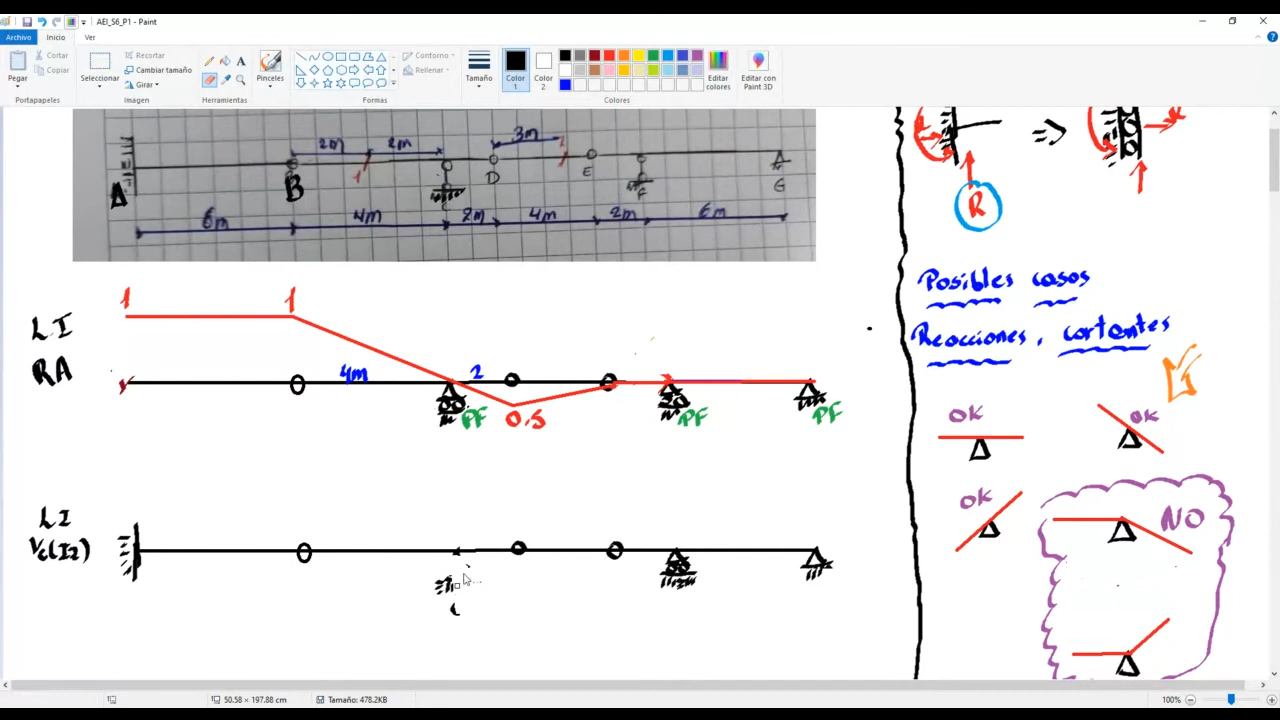 AEI_S6_P1 - Paint
Archivo Inicio Ver
Pegar
Cortar
Copiar
Portapapeles
Seleccionar
Recortar
Cambiar tamaño
Girar
Imagen
A
Herramientas
Pinceles
Contorno
Rellenar
Formas
Tamaño
Color 1
Color 2
Editar colores
Colores
Editar con Paint 3D
2m 2m 3m
1 1
A B D E F G
6m 4m 2m 4m 2m 6m
1 1
LI
RA
4m 2
PF 0.5 PF PF
LI
Vc(Iz)
R
Posibles casos
Reacciones, cortantes
OK OK
OK NO
50.58 × 197.88 cm
Tamaño: 478.2KB
100%